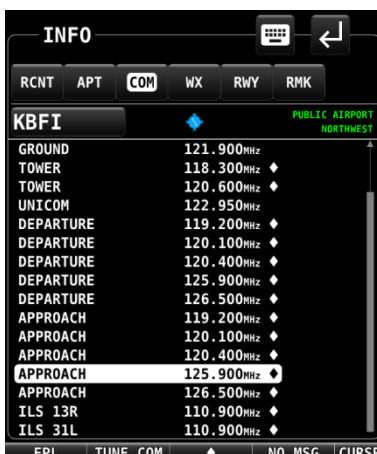 INFO
RCNT APT COM WX RWY RMK
KBFI PUBLIC AIRPORT
NORTHWEST
GROUND 121.900MHz
TOWER 118.300MHz ♦
TOWER 120.600MHz ♦
UNICOM 122.950MHz
DEPARTURE 119.200MHz ♦
DEPARTURE 120.100MHz ♦
DEPARTURE 120.400MHz ♦
DEPARTURE 125.900MHz ♦
DEPARTURE 126.500MHz ♦
APPROACH 119.200MHz ♦
APPROACH 120.100MHz ♦
APPROACH 120.400MHz ♦
APPROACH 125.900MHz ♦
APPROACH 126.500MHz ♦
ILS 13R 110.900MHz ♦
ILS 31L 110.900MHz ♦
FPL TUNE COM ♦ NO MSG CURSR